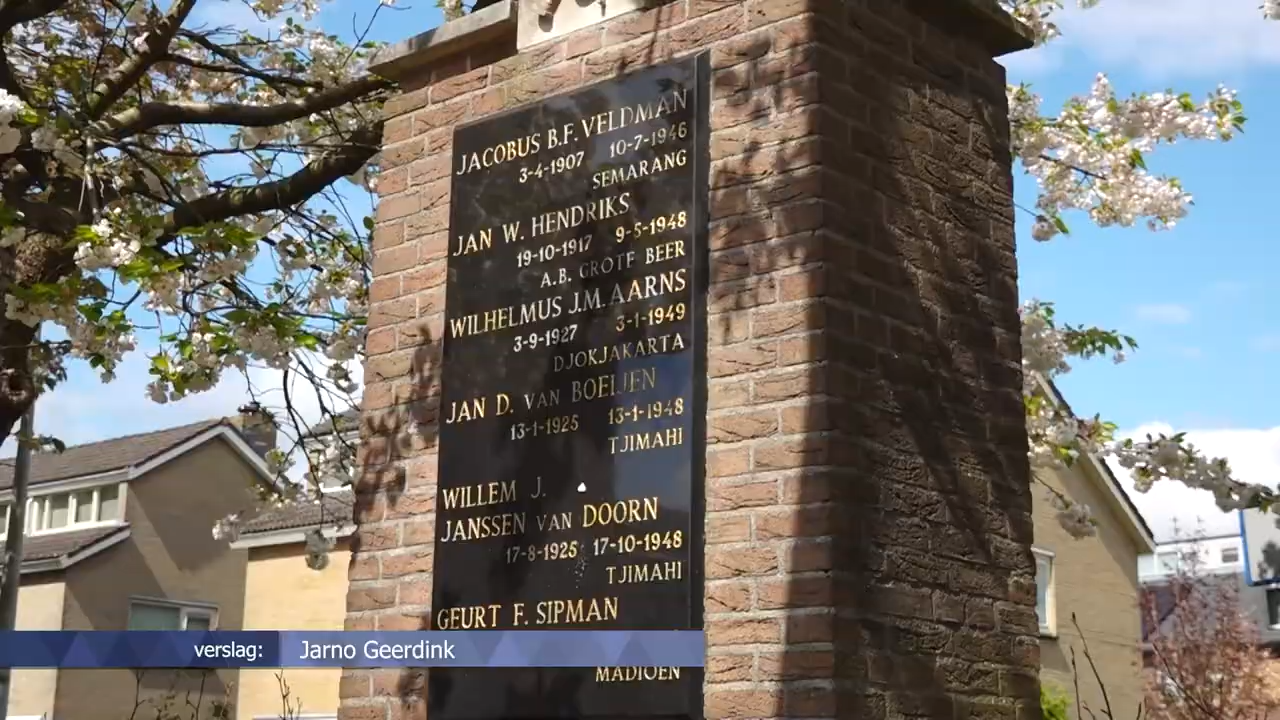 JACOBUS B.F. VELDMAN
3-4-1907 10-7-1946
SEMARANG
JAN W. HENDRIKS
19-10-1917 9-5-1948
A.B. GROTE BEER
WILHELMUS J.M. AARNS
3-9-1927 3-1-1949
DJOKJAKARTA
JAN D. VAN BOEIJEN
13-1-1925 13-1-1948
TJIMAHI
WILLEM J.
JANSSEN VAN DOORN
17-8-1925 17-10-1948
TJIMAHI
GEURT F. SIPMAN
verslag: Jarno Geerdink
MADIOEN